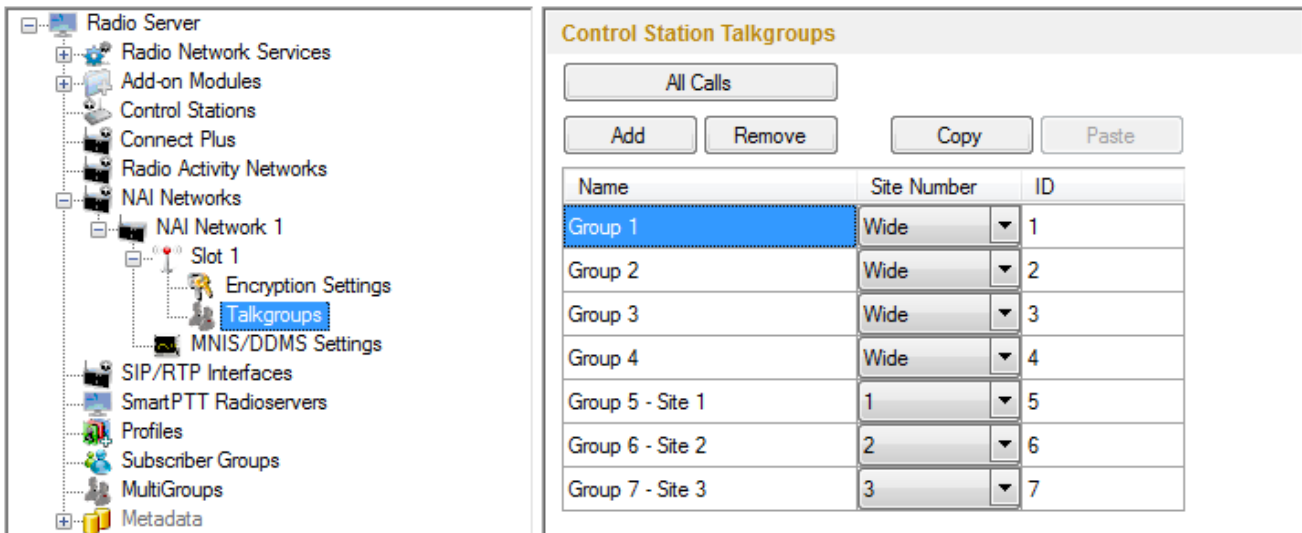 Radio Server
Radio Network Services
Add-on Modules
Control Stations
Connect Plus
Radio Activity Networks
NAI Networks
NAI Network 1
Slot 1
Encryption Settings
Talkgroups
MNIS/DDMS Settings
SIP/RTP Interfaces
SmartPTT Radioservers
Profiles
Subscriber Groups
MultiGroups
Metadata
Control Station Talkgroups
All Calls
Add Remove Copy Paste
Name Site Number ID
Group 1 Wide 1
Group 2 Wide 2
Group 3 Wide 3
Group 4 Wide 4
Group 5 - Site 1 1 5
Group 6 - Site 2 2 6
Group 7 - Site 3 3 7